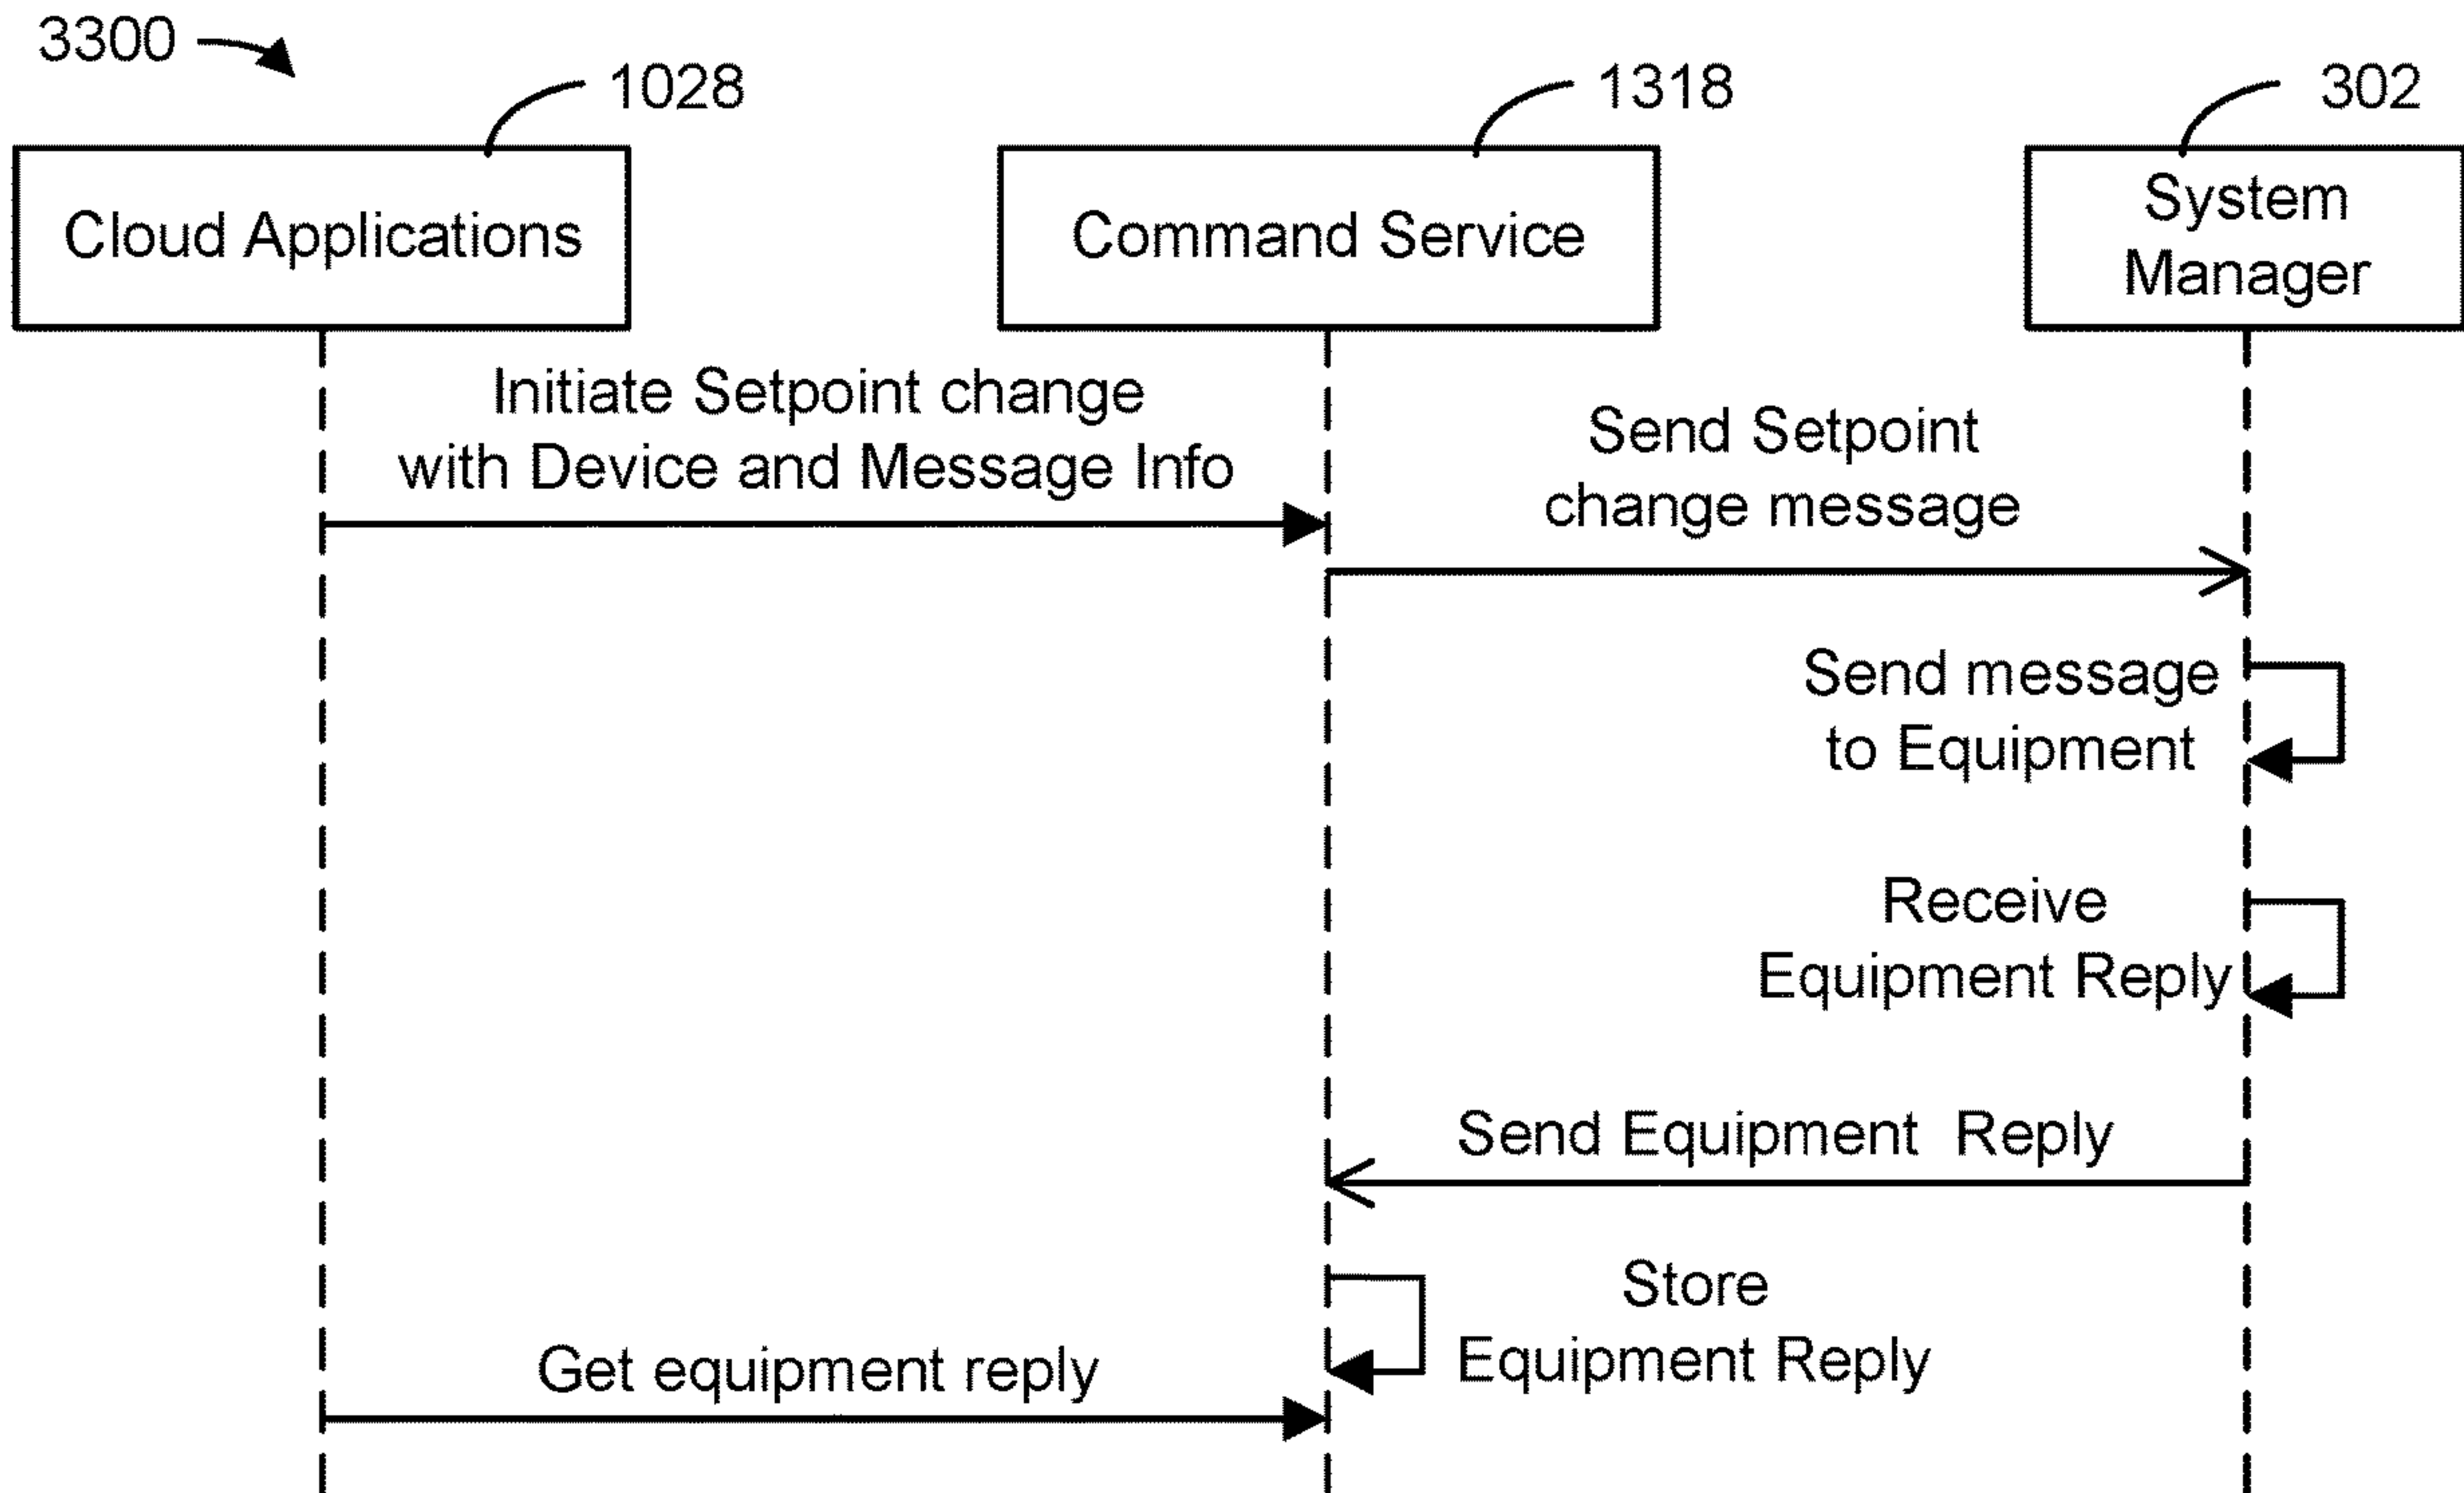 3300
1028
1318
302
Cloud Applications
Command Service
System
Manager
Initiate Setpoint change
with Device and Message Info
Send Setpoint
change message
Send message
to Equipment
Receive
Equipment Reply
Send Equipment Reply
Store
Equipment Reply
Get equipment reply